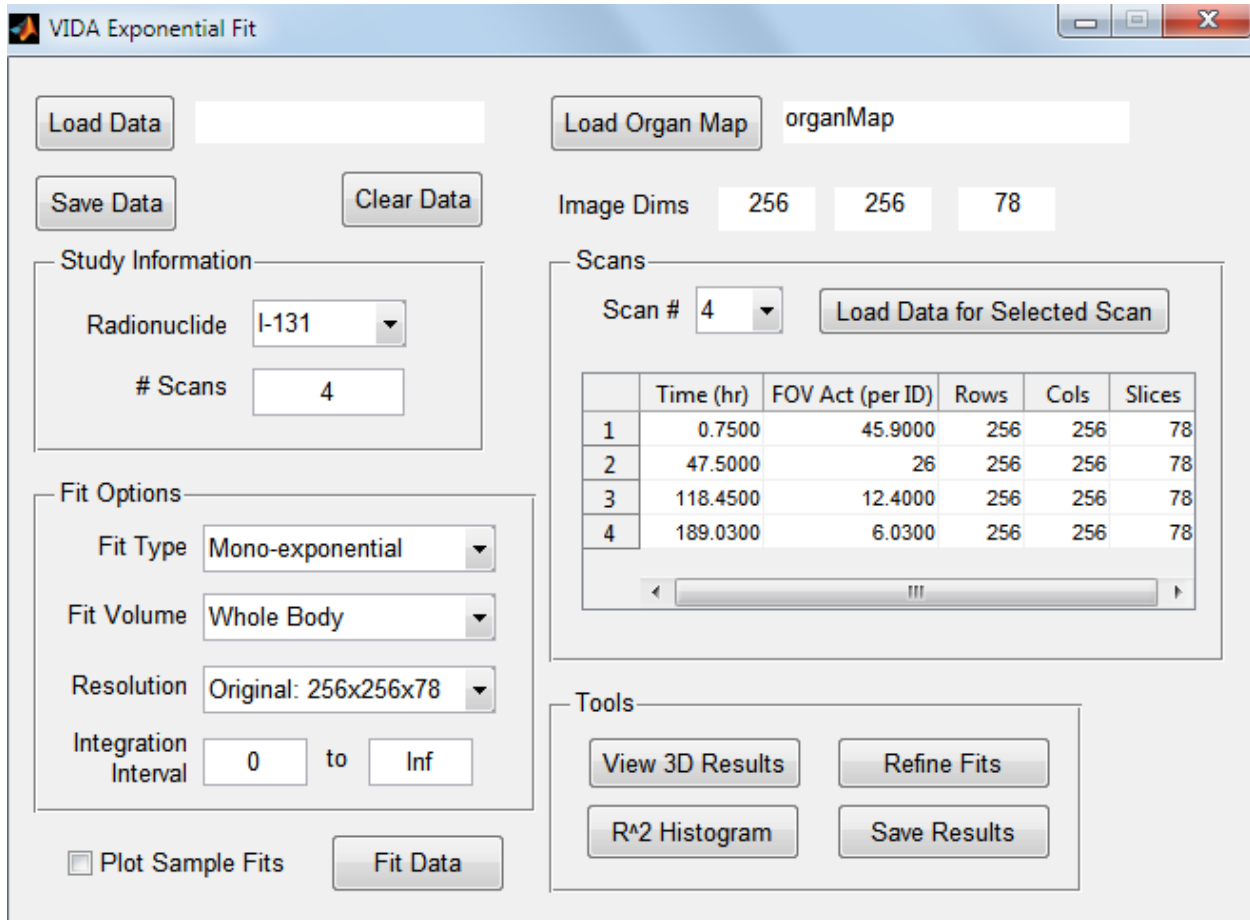 VIDA Exponential Fit
Load Data
Load Organ Map organMap
Save Data Clear Data
Image Dims 256 256 78
Study Information
Radionuclide I-131
# Scans 4
Scans
Scan # 4 Load Data for Selected Scan
Time (hr) FOV Act (per ID) Rows Cols Slices
1 0.7500 45.9000 256 256 78
2 47.5000 26 256 256 78
3 118.4500 12.4000 256 256 78
4 189.0300 6.0300 256 256 78
Fit Options
Fit Type Mono-exponential
Fit Volume Whole Body
Resolution Original: 256x256x78
Integration
Interval 0 to Inf
Plot Sample Fits Fit Data
Tools
View 3D Results Refine Fits
R^2 Histogram Save Results